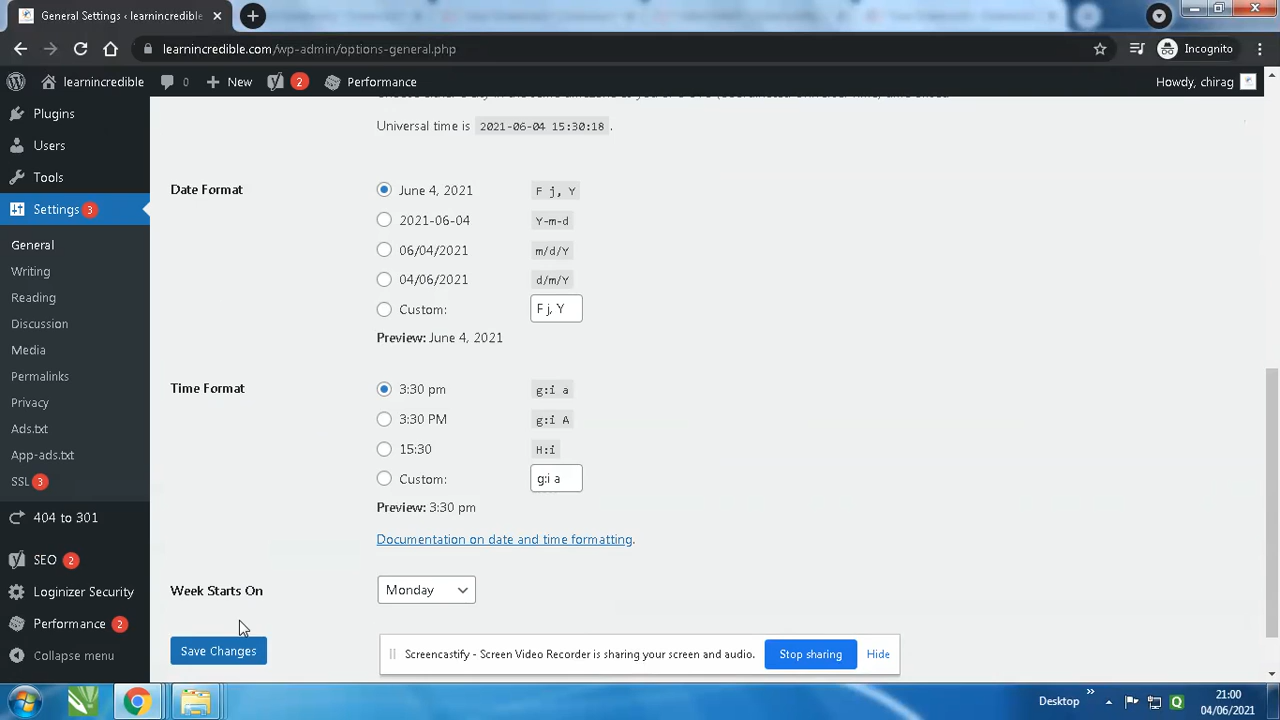 General Settings ‹ learnincredible
learnincredible.com/wp-admin/options-general.php
Incognito
learnincredible
0
New
2
Performance
Howdy, chirag
Plugins
Users
Tools
Settings 3
General
Writing
Reading
Discussion
Media
Permalinks
Privacy
Ads.txt
App-ads.txt
SSL 3
404 to 301
SEO 2
Loginizer Security
Performance 2
Collapse menu
Universal time is 2021-06-04 15:30:18 .
Date Format
June 4, 2021 F j, Y
2021-06-04 Y-m-d
06/04/2021 m/d/Y
04/06/2021 d/m/Y
Custom: F j, Y
Preview: June 4, 2021
Time Format
3:30 pm g:i a
3:30 PM g:i A
15:30 H:i
Custom: g:i a
Preview: 3:30 pm
Documentation on date and time formatting.
Week Starts On
Monday
Save Changes
Screencastify - Screen Video Recorder is sharing your screen and audio.
Stop sharing
Hide
Desktop
21:00
04/06/2021